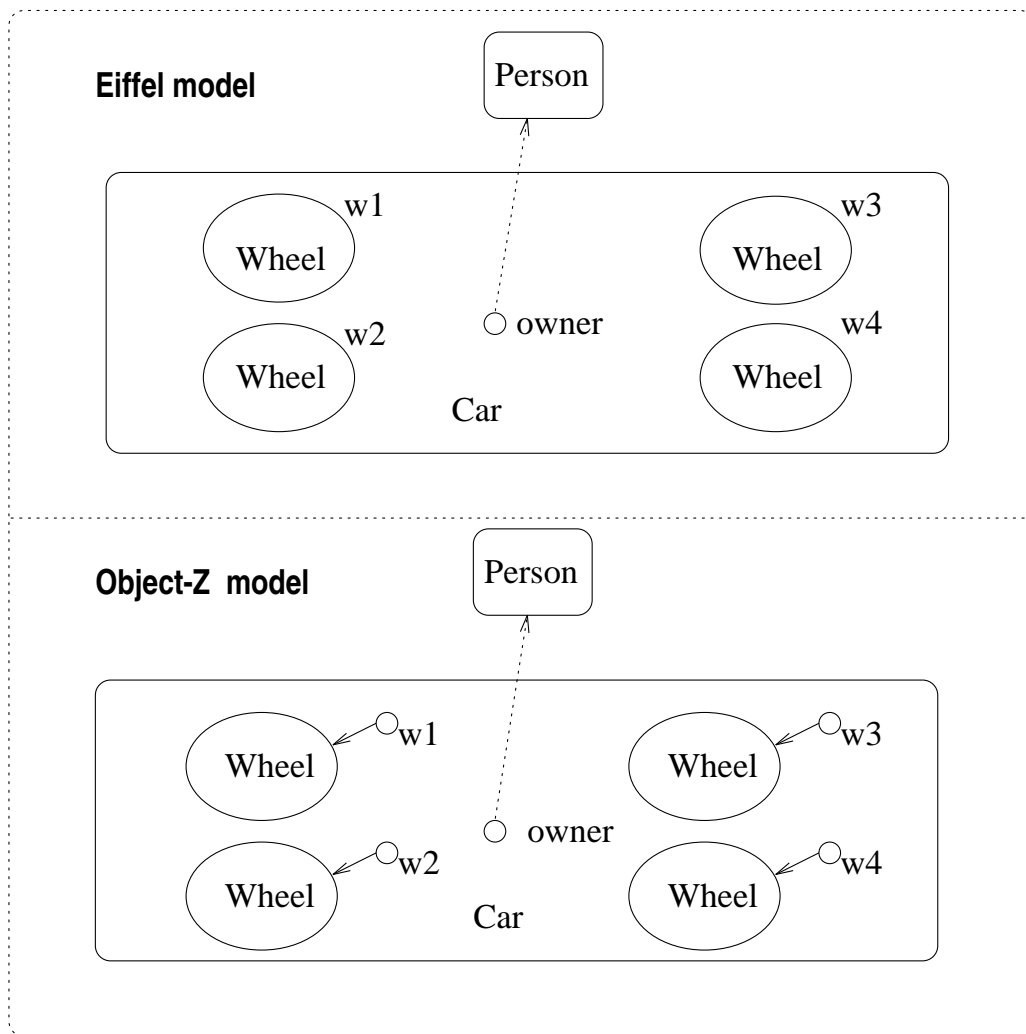 Person
Eiffel model
w1
w3
Wheel
Wheel
owner
w2
w4
Wheel
Wheel
Car
Person
Object-Z model
w1
w3
Wheel
Wheel
owner
w2
w4
Wheel
Wheel
Car